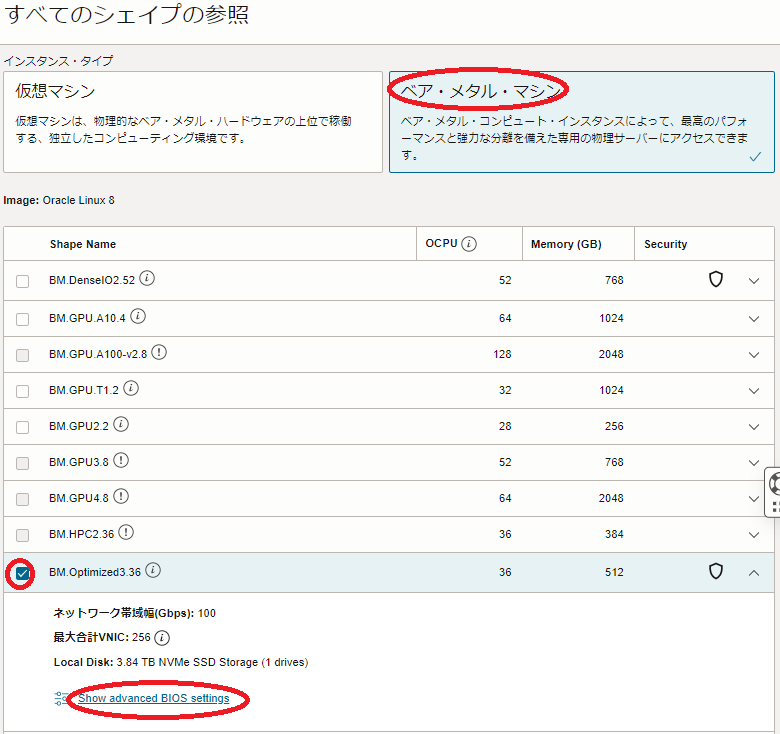 すべてのシェイプの参照
インスタンス・タイプ
仮想マシン
仮想マシンは、物理的なベア・メタル・ハードウェアの上位で稼働
する、独立したコンピューティング環境です。
ベア・メタル・マシン
ベア・メタル・コンピュート・インスタンスによって、最高のパフォ
ーマンスと強力な分離を備えた専用の物理サーバーにアクセスできま
す。
Image: Oracle Linux 8
Shape Name OCPU Memory (GB) Security
BM.DenseIO2.52 52 768
BM.GPU.A10.4 64 1024
BM.GPU.A100-v2.8 128 2048
BM.GPU.T1.2 32 1024
BM.GPU2.2 28 256
BM.GPU3.8 52 768
BM.GPU4.8 64 2048
BM.HPC2.36 36 384
BM.Optimized3.36 36 512
ネットワーク帯域幅(Gbps): 100
最大合計VNIC: 256
Local Disk: 3.84 TB NVMe SSD Storage (1 drives)
Show advanced BIOS settings